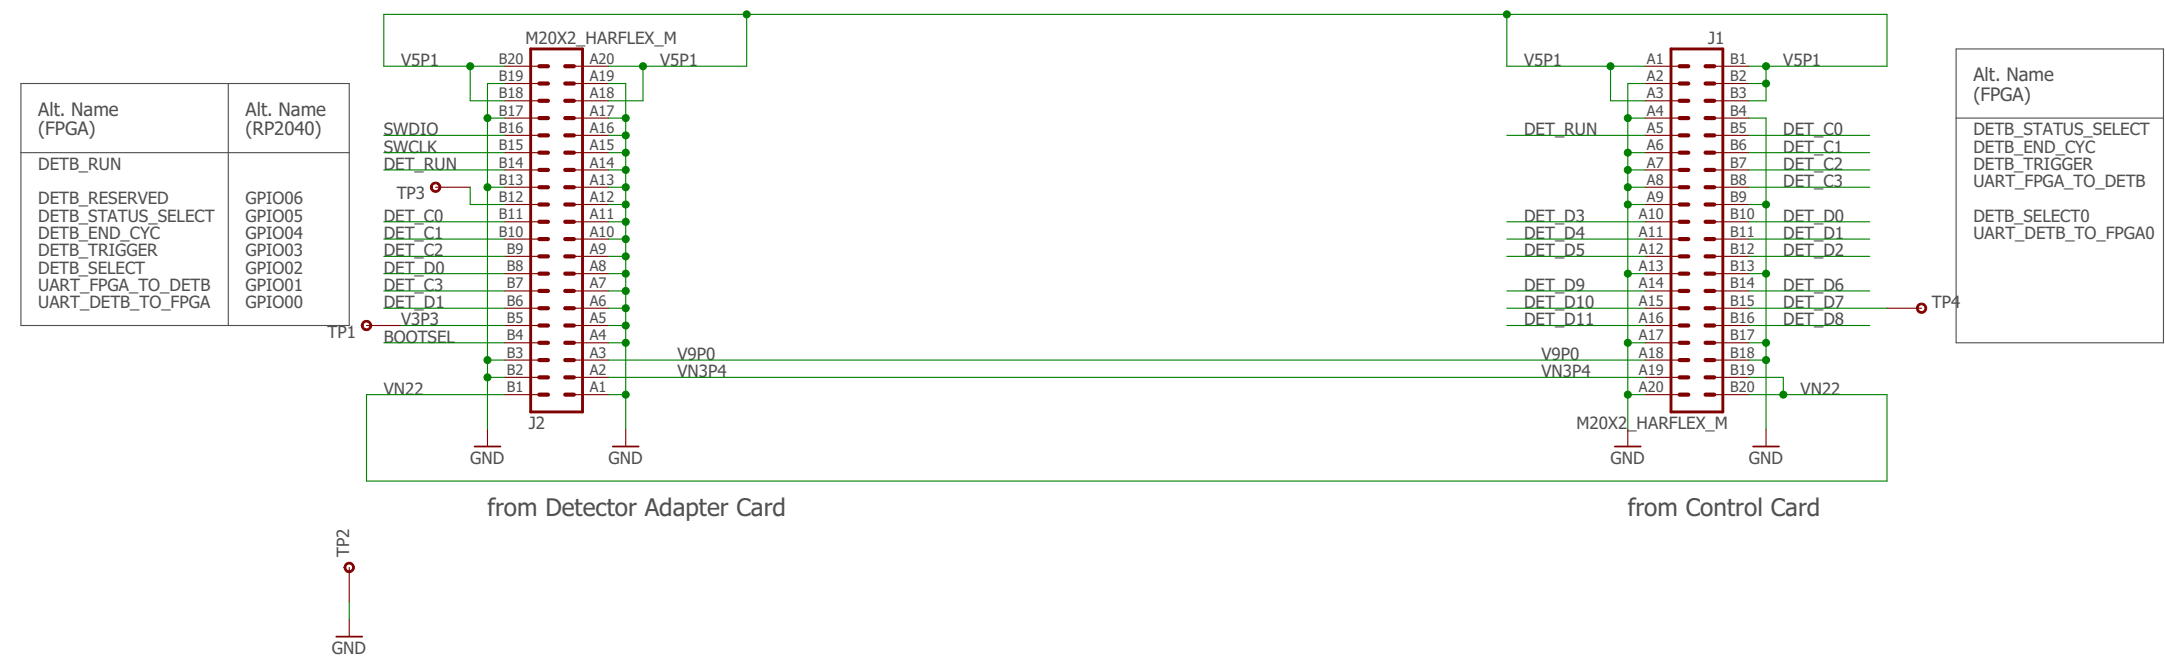 M20X2_HARFLEX_M
J1
V5P1 B20 A20 V5P1
V5P1 A1 B1 V5P1
B19 A19
A2 B2
B18 A18
A3 B3
B17 A17
A4 B4
SWDIO B16 A16
DET_RUN A5 B5 DET_C0
SWCLK B15 A15
A6 B6 DET_C1
DET_RUN B14 A14
A7 B7 DET_C2
B13 A13
A8 B8 DET_C3
TP3 B12 A12
A9 B9
DET_C0 B11 A11
DET_D3 A10 B10 DET_D0
DET_C1 B10 A10
DET_D4 A11 B11 DET_D1
DET_C2 B9 A9
DET_D5 A12 B12 DET_D2
DET_D0 B8 A8
A13 B13
DET_C3 B7 A7
DET_D9 A14 B14 DET_D6
DET_D1 B6 A6
DET_D10 A15 B15 DET_D7 TP4
TP1 V3P3 B5 A5
DET_D11 A16 B16 DET_D8
BOOTSEL B4 A4
A17 B17
B3 A3 V9P0
V9P0 A18 B18
B2 A2 VN3P4
VN3P4 A19 B19
VN22 B1 A1
A20 B20 VN22
J2
M20X2_HARFLEX_M
GND GND
GND GND
from Detector Adapter Card
from Control Card
Alt. Name
(FPGA)
Alt. Name
(RP2040)
DETB_RUN
DETB_RESERVED GPIO06
DETB_STATUS_SELECT GPIO05
DETB_END_CYC GPIO04
DETB_TRIGGER GPIO03
DETB_SELECT GPIO02
UART_FPGA_TO_DETB GPIO01
UART_DETB_TO_FPGA GPIO00
Alt. Name
(FPGA)
DETB_STATUS_SELECT
DETB_END_CYC
DETB_TRIGGER
UART_FPGA_TO_DETB
DETB_SELECT0
UART_DETB_TO_FPGA0
TP2
GND